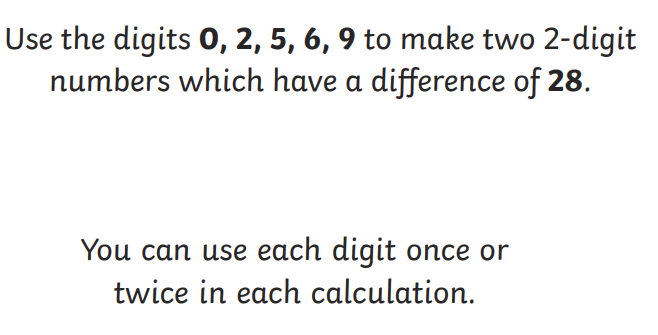 Use the digits 0, 2, 5, 6, 9 to make two 2-digit
numbers which have a difference of 28.
You can use each digit once or
twice in each calculation.